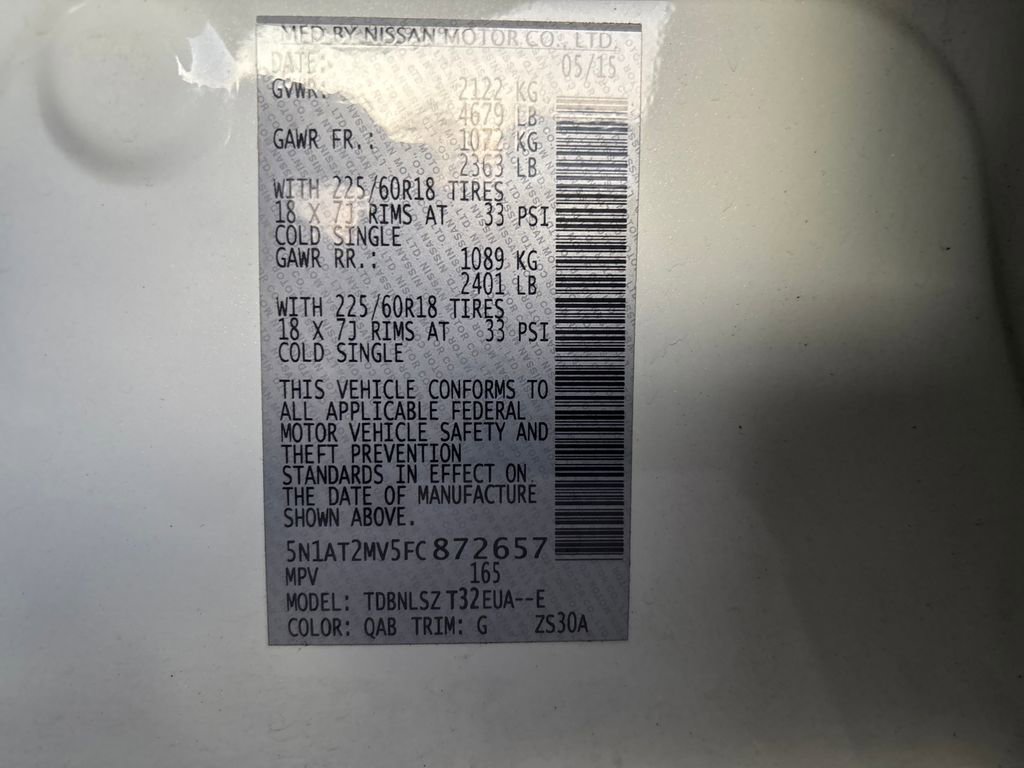 MFD BY NISSAN MOTOR CO., LTD.
DATE: 05/15
GVWR: 2122 KG
4679 LB
GAWR FR.: 1072 KG
2363 LB
WITH 225/60R18 TIRES
18 X 7J RIMS AT 33 PSI
COLD SINGLE
GAWR RR.: 1089 KG
2401 LB
WITH 225/60R18 TIRES
18 X 7J RIMS AT 33 PSI
COLD SINGLE
THIS VEHICLE CONFORMS TO
ALL APPLICABLE FEDERAL
MOTOR VEHICLE SAFETY AND
THEFT PREVENTION
STANDARDS IN EFFECT ON
THE DATE OF MANUFACTURE
SHOWN ABOVE.
5N1AT2MV5FC872657
MPV 165
MODEL: TDBNLSZ T32EUA--E
COLOR: QAB TRIM: G ZS30A